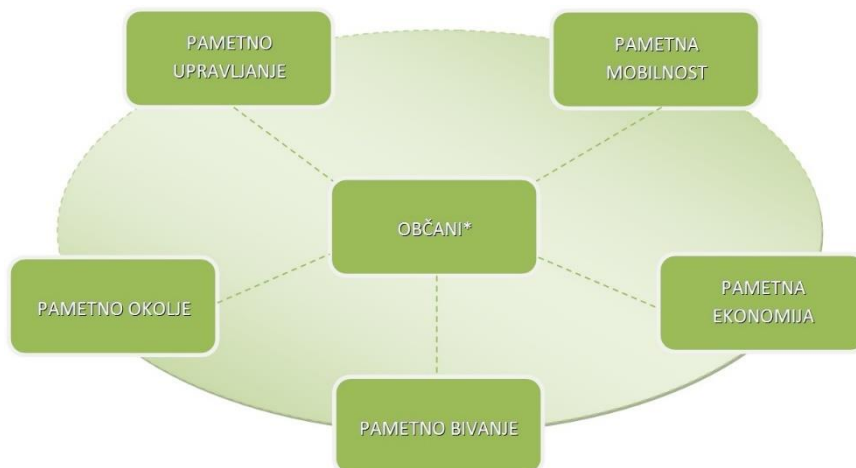 PAMETNO
UPRAVLJANJE
PAMETNA
MOBILNOST
OBČANI*
PAMETNO OKOLJE
PAMETNA
EKONOMIJA
PAMETNO BIVANJE